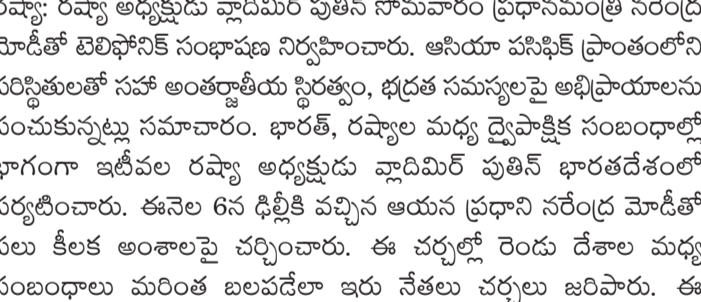 రష్యా: రష్యా అధ్యక్షుడు వ్లాదిమిర్ పుతిన్ సోమవారం ప్రధానమంత్రి నరేంద్ర
మోడీతో టెలిఫోనిక్ సంభాషణ నిర్వహించారు. ఆసియా పసిఫిక్ ప్రాంతంలోని
పరిస్థితులతో సహా అంతర్జాతీయ స్థిరత్వం, భద్రత సమస్యలపై అభిప్రాయాలను
పంచుకున్నట్లు సమాచారం. భారత్, రష్యాల మధ్య ద్వైపాక్షిక సంబంధాల్లో
భాగంగా ఇటీవల రష్యా అధ్యక్షుడు వ్లాదిమిర్ పుతిన్ భారతదేశంలో
పర్యటించారు. ఈనెల 6న ఢిల్లీకి వచ్చిన ఆయన ప్రధాని నరేంద్ర మోడీతో
పలు కీలక అంశాలపై చర్చించారు. ఈ చర్చల్లో రెండు దేశాల మధ్య
సంబంధాలు మరింత బలపడేలా ఇరు నేతలు చర్చలు జరిపారు. ఈ